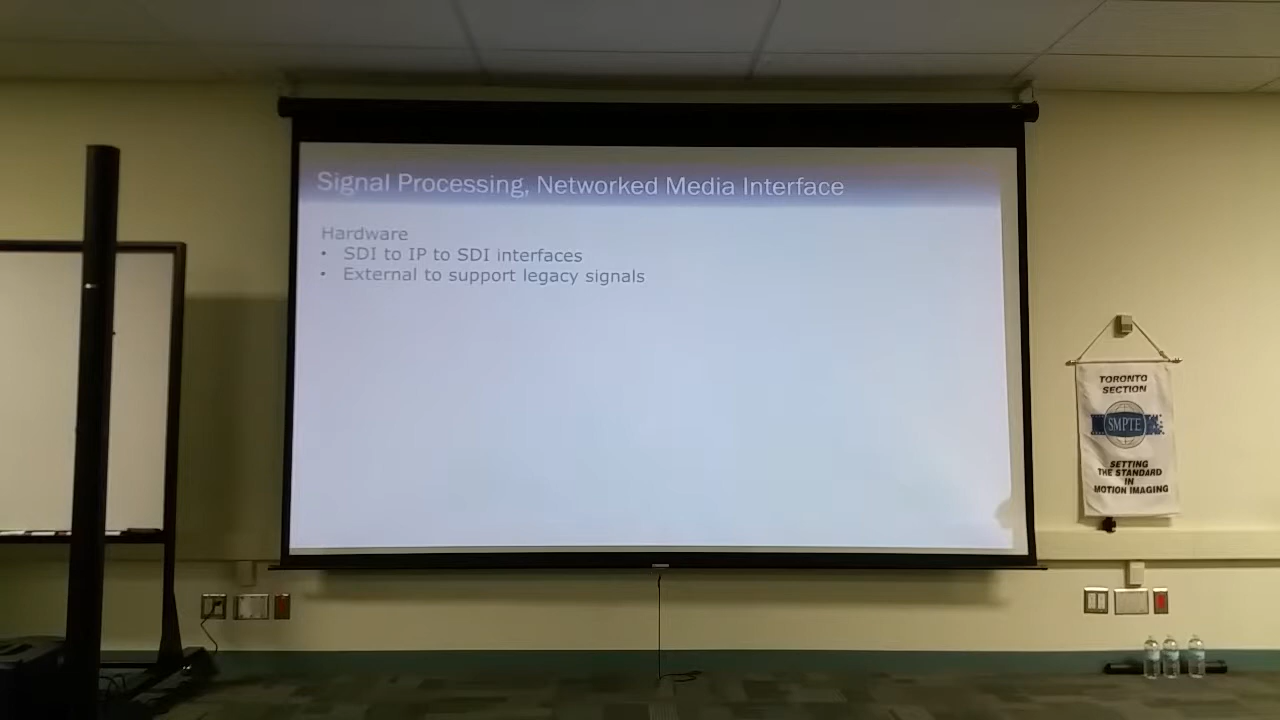 Signal Processing, Networked Media Interface
Hardware
• SDI to IP to SDI interfaces
• External to support legacy signals
TORONTO
SECTION
SMPTE
SETTING
THE STANDARD
IN
MOTION IMAGING